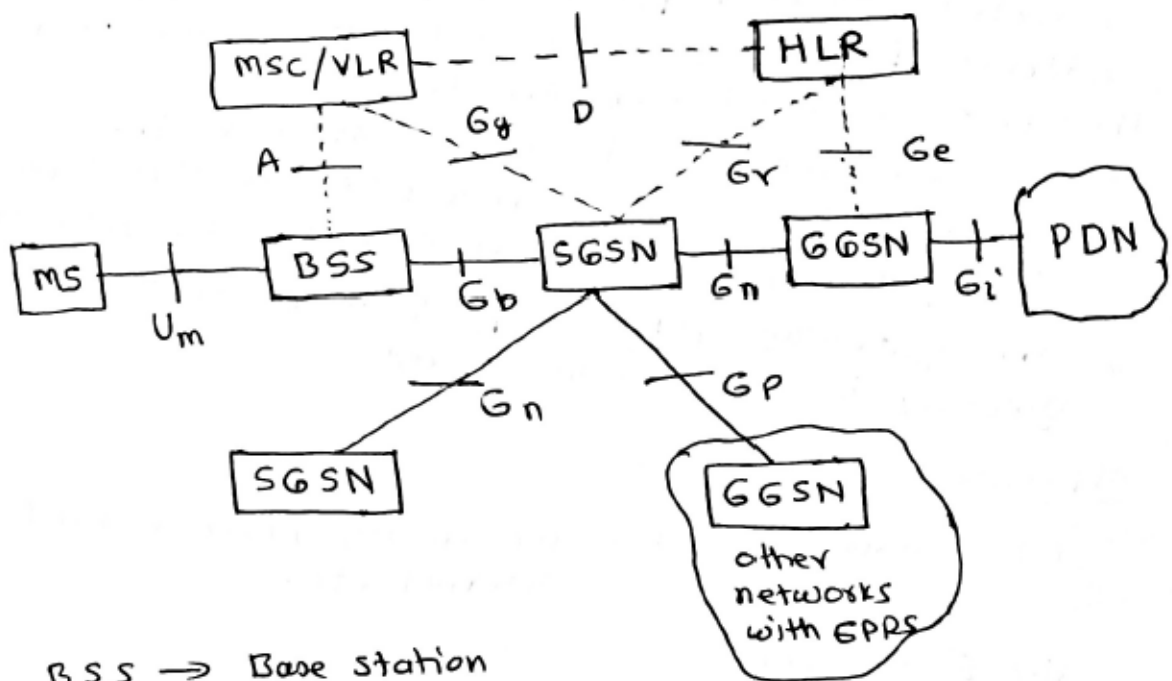 MSC/VLR
HLR
D
Gy
A
Gr
Ge
MS
BSS
SGSN
GGSN
PDN
Um
Gb
Gn
Gi
Gn
Gp
SGSN
GGSN
other
networks
with GPRS
BSS → Base station